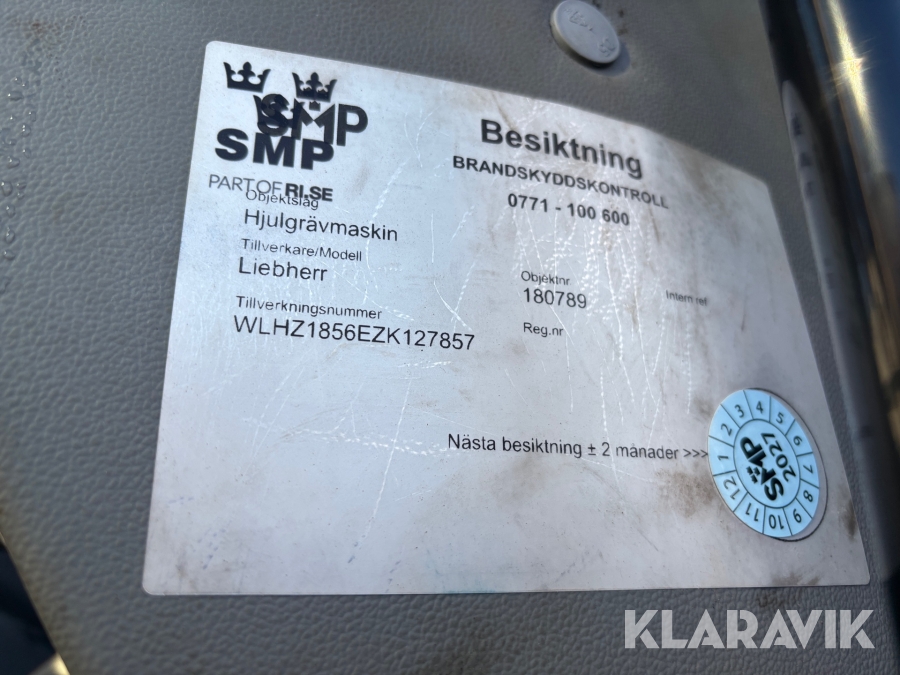 SMP
SMP
PART OF RI.SE
Besiktning
BRANDSKYDDSKONTROLL
0771 - 100 600
Objektslag
Hjulgrävmaskin
Tillverkare/Modell
Liebherr
Tillverkningsnummer
WLHZ1856EZK127857
Objektnr
180789
Intern ref
Reg.nr
Nästa besiktning ± 2 månader >>>
1 2 3 4 5 6 7 8 9 10 11 12
SMP
2027
KLARAVIK